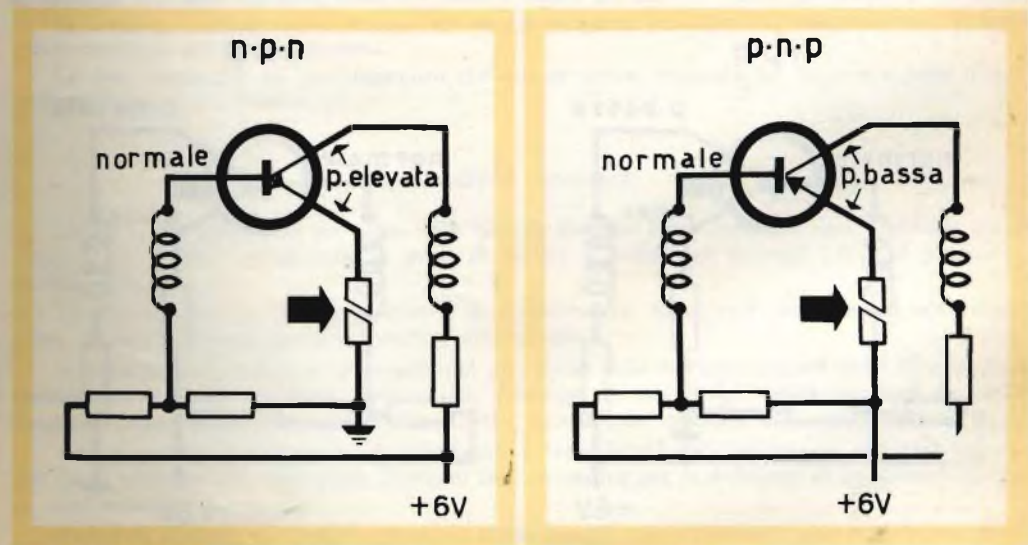 n·p·n
normale
p.elevata
+6V
p·n·p
normale
p.bassa
+6V